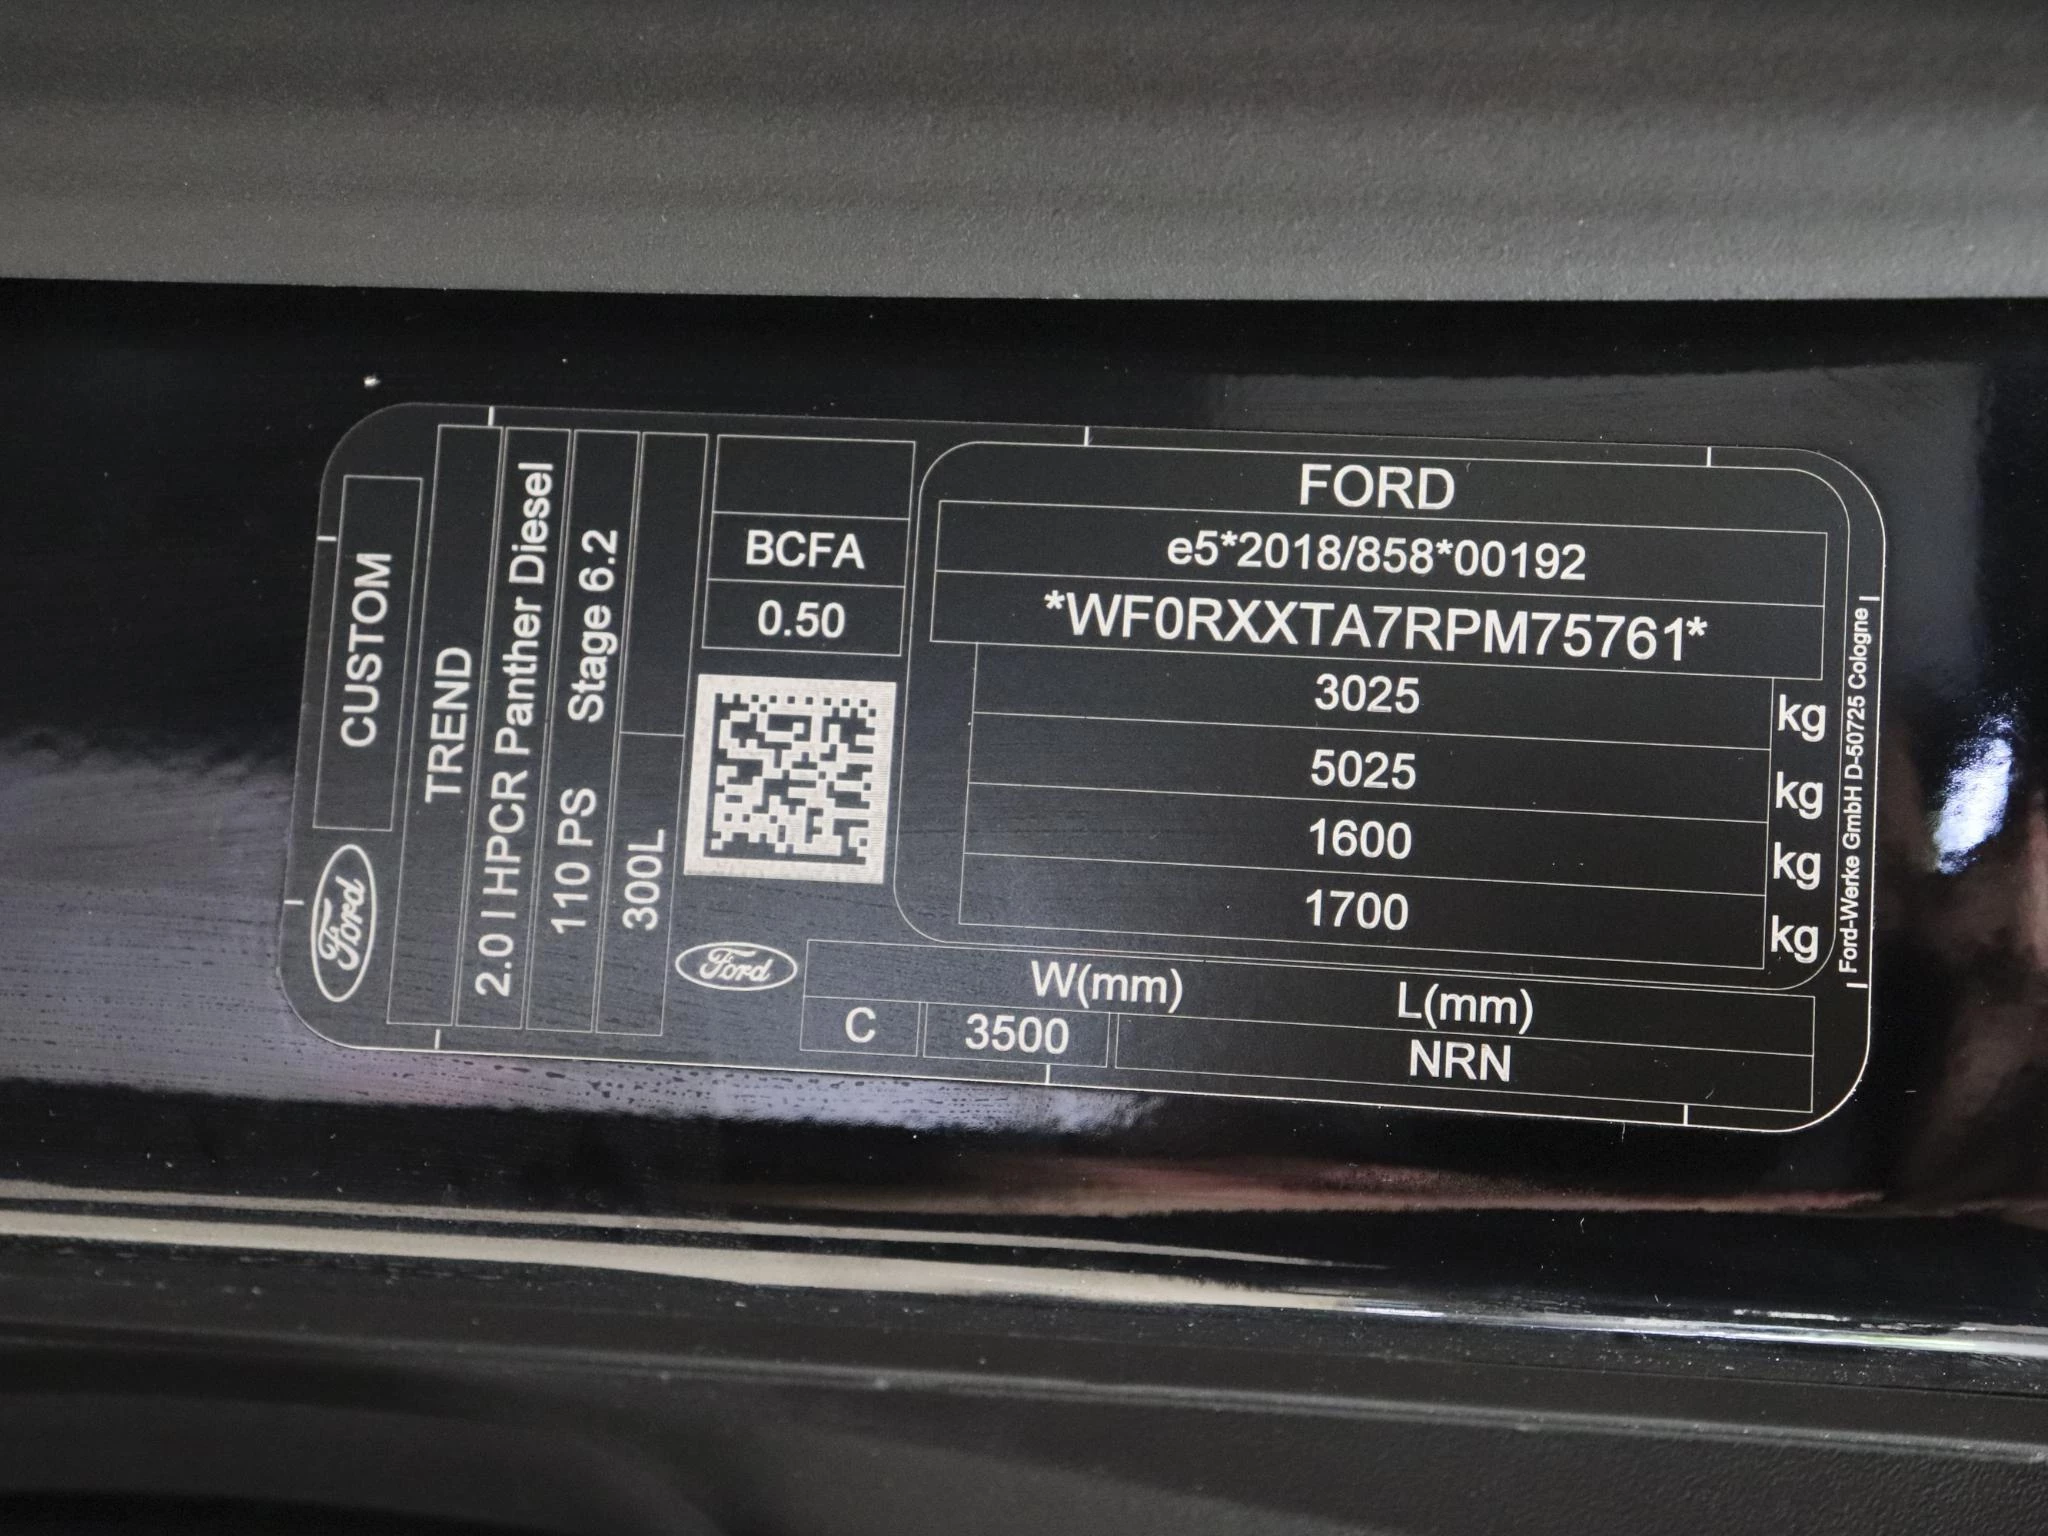 Ford
CUSTOM
TREND
2.0 l HPCR Panther Diesel
110 PS Stage 6.2
300L
BCFA
0.50
Ford
FORD
e5*2018/858*00192
*WF0RXXTA7RPM75761*
3025 kg
5025 kg
1600 kg
1700 kg
W(mm) L(mm)
C 3500 NRN
Ford-Werke GmbH D-50725 Cologne